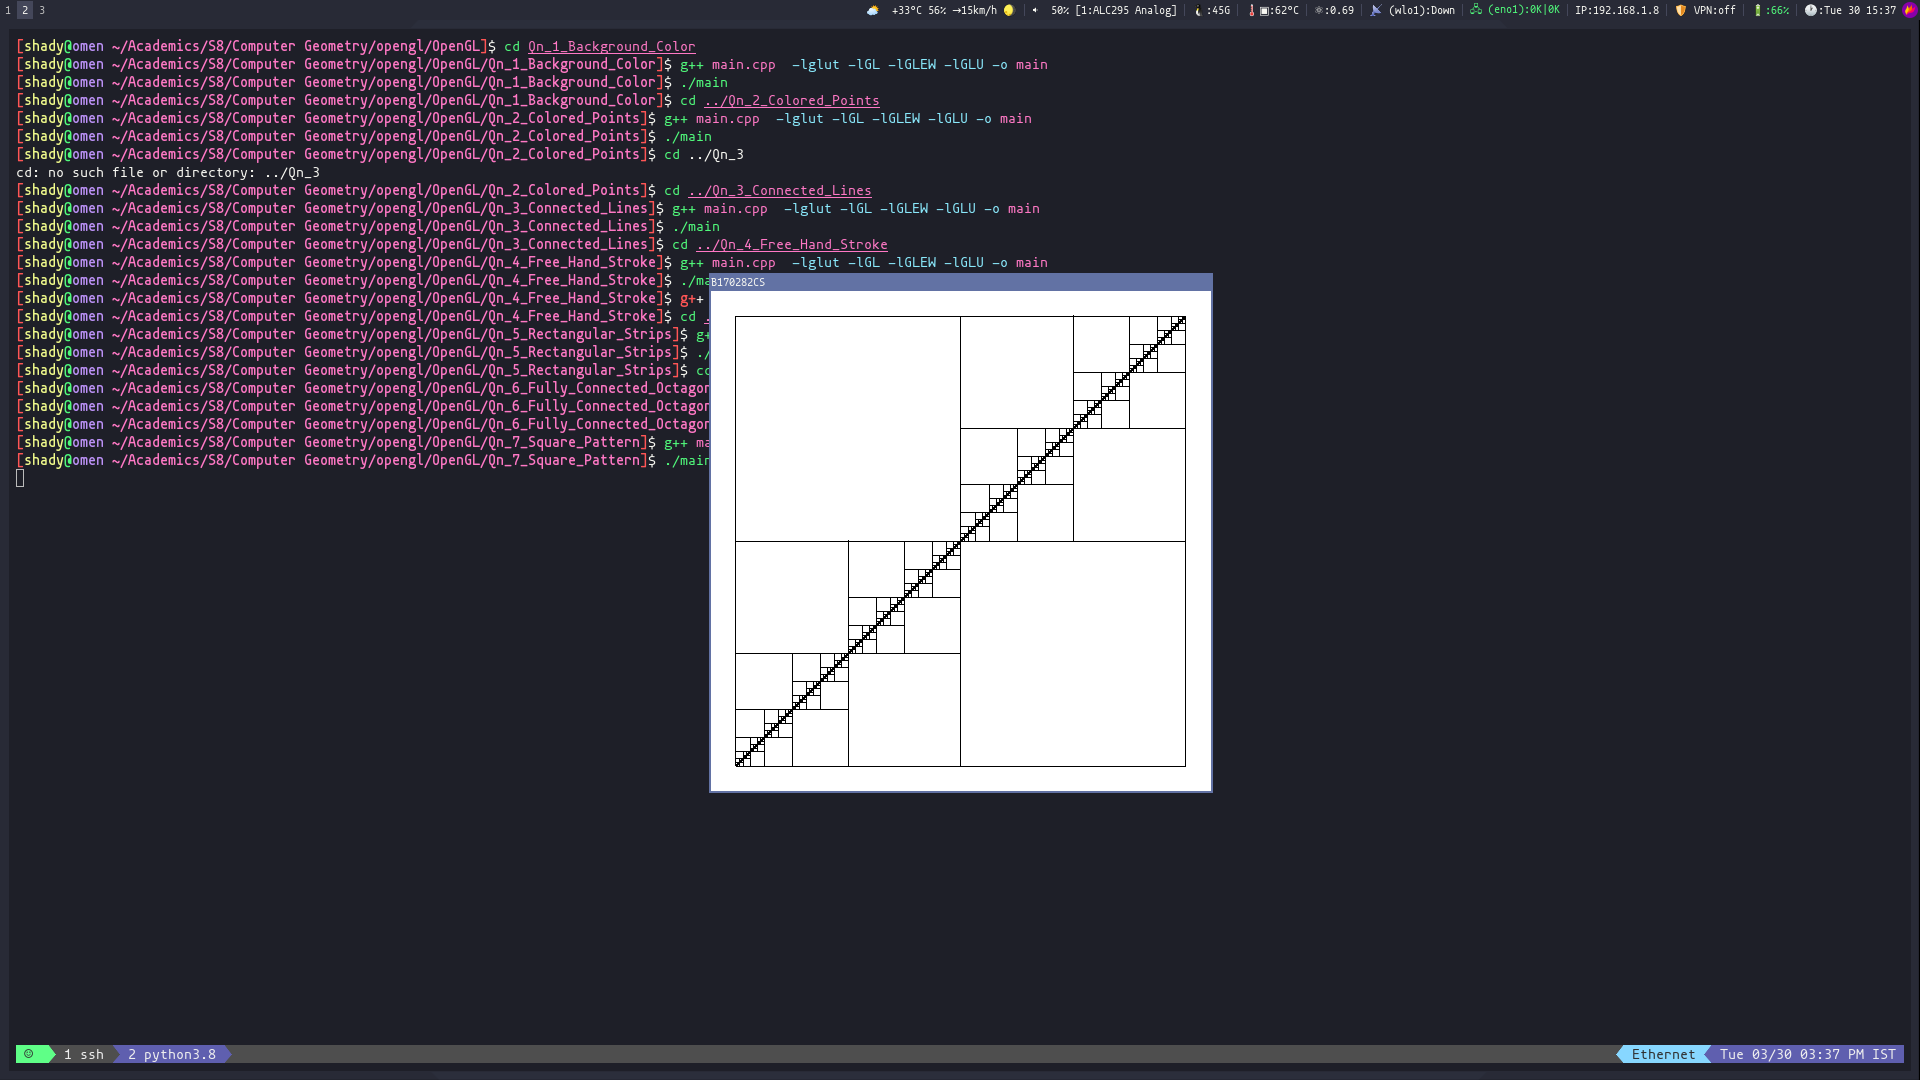 1 2 3 +33°C 56% →15km/h 50% [1:ALC295 Analog] :45G :62°C :0.69 (wlo1):Down (eno1):0K|0K IP:192.168.1.8 VPN:off :66% :Tue 30 15:37
[shady@omen ~/Academics/S8/Computer Geometry/opengl/OpenGL]$ cd Qn_1_Background_Color
[shady@omen ~/Academics/S8/Computer Geometry/opengl/OpenGL/Qn_1_Background_Color]$ g++ main.cpp  -lglut -lGL -lGLEW -lGLU -o main
[shady@omen ~/Academics/S8/Computer Geometry/opengl/OpenGL/Qn_1_Background_Color]$ ./main
[shady@omen ~/Academics/S8/Computer Geometry/opengl/OpenGL/Qn_1_Background_Color]$ cd ../Qn_2_Colored_Points
[shady@omen ~/Academics/S8/Computer Geometry/opengl/OpenGL/Qn_2_Colored_Points]$ g++ main.cpp  -lglut -lGL -lGLEW -lGLU -o main
[shady@omen ~/Academics/S8/Computer Geometry/opengl/OpenGL/Qn_2_Colored_Points]$ ./main
[shady@omen ~/Academics/S8/Computer Geometry/opengl/OpenGL/Qn_2_Colored_Points]$ cd ../Qn_3
cd: no such file or directory: ../Qn_3
[shady@omen ~/Academics/S8/Computer Geometry/opengl/OpenGL/Qn_2_Colored_Points]$ cd ../Qn_3_Connected_Lines
[shady@omen ~/Academics/S8/Computer Geometry/opengl/OpenGL/Qn_3_Connected_Lines]$ g++ main.cpp  -lglut -lGL -lGLEW -lGLU -o main
[shady@omen ~/Academics/S8/Computer Geometry/opengl/OpenGL/Qn_3_Connected_Lines]$ ./main
[shady@omen ~/Academics/S8/Computer Geometry/opengl/OpenGL/Qn_3_Connected_Lines]$ cd ../Qn_4_Free_Hand_Stroke
[shady@omen ~/Academics/S8/Computer Geometry/opengl/OpenGL/Qn_4_Free_Hand_Stroke]$ g++ main.cpp  -lglut -lGL -lGLEW -lGLU -o main
[shady@omen ~/Academics/S8/Computer Geometry/opengl/OpenGL/Qn_4_Free_Hand_Stroke]$ ./ma
B170282CS
[shady@omen ~/Academics/S8/Computer Geometry/opengl/OpenGL/Qn_4_Free_Hand_Stroke]$ g++
[shady@omen ~/Academics/S8/Computer Geometry/opengl/OpenGL/Qn_4_Free_Hand_Stroke]$ cd .
[shady@omen ~/Academics/S8/Computer Geometry/opengl/OpenGL/Qn_5_Rectangular_Strips]$ g+
[shady@omen ~/Academics/S8/Computer Geometry/opengl/OpenGL/Qn_5_Rectangular_Strips]$ ./
[shady@omen ~/Academics/S8/Computer Geometry/opengl/OpenGL/Qn_5_Rectangular_Strips]$ cd
[shady@omen ~/Academics/S8/Computer Geometry/opengl/OpenGL/Qn_6_Fully_Connected_Octagon
[shady@omen ~/Academics/S8/Computer Geometry/opengl/OpenGL/Qn_6_Fully_Connected_Octagon
[shady@omen ~/Academics/S8/Computer Geometry/opengl/OpenGL/Qn_6_Fully_Connected_Octagon
[shady@omen ~/Academics/S8/Computer Geometry/opengl/OpenGL/Qn_7_Square_Pattern]$ g++ ma
[shady@omen ~/Academics/S8/Computer Geometry/opengl/OpenGL/Qn_7_Square_Pattern]$ ./main
1 ssh 2 python3.8 Ethernet Tue 03/30 03:37 PM IST